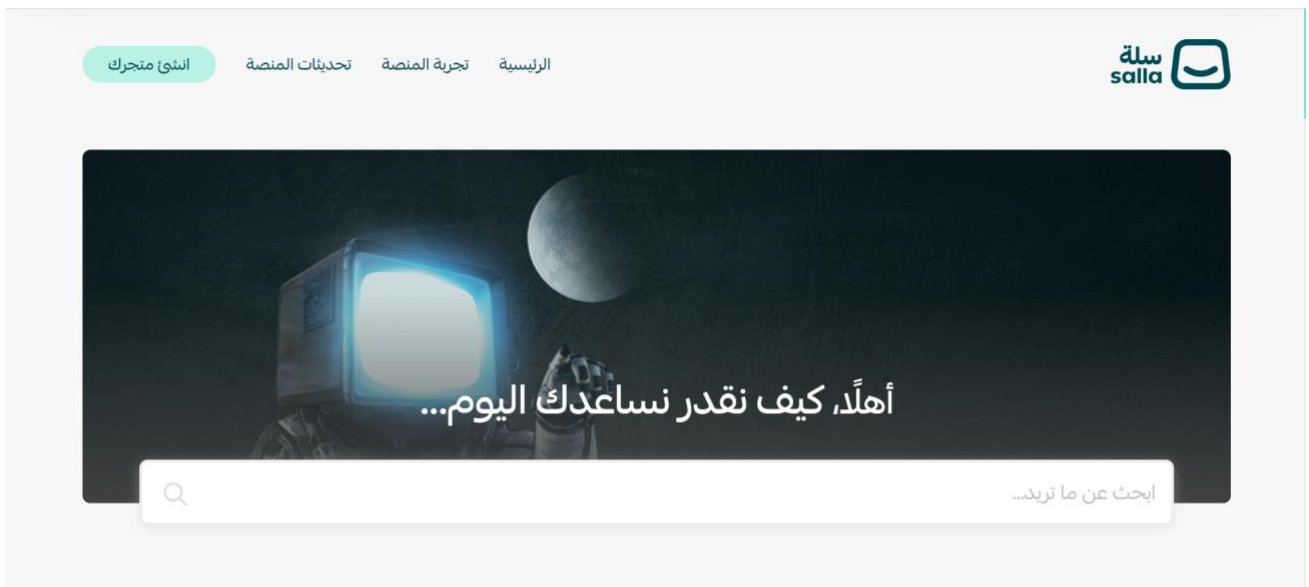 سلة
salla
الرئيسية
تجربة المنصة
تحديثات المنصة
انشئ متجرك
أهلًا، كيف نقدر نساعدك اليوم...
ابحث عن ما تريد...